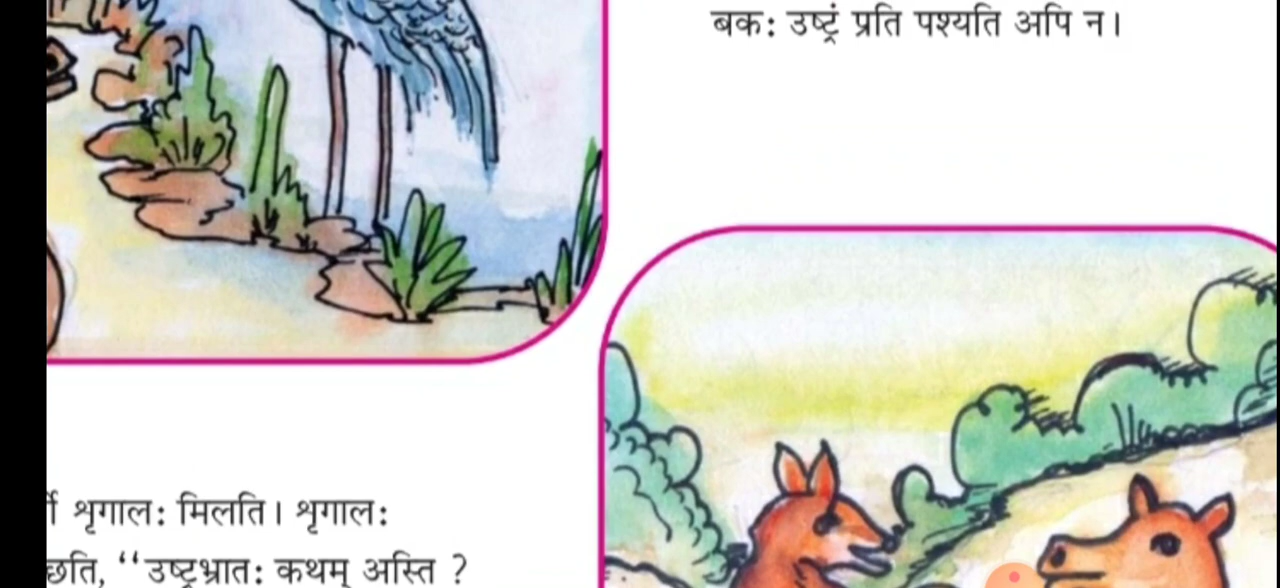 बक: उष्ट्रं प्रति पश्यति अपि न।
शृगाल: मिलति। शृगाल:
‘‘उष्ट्रभ्रात: कथम् अस्ति ?